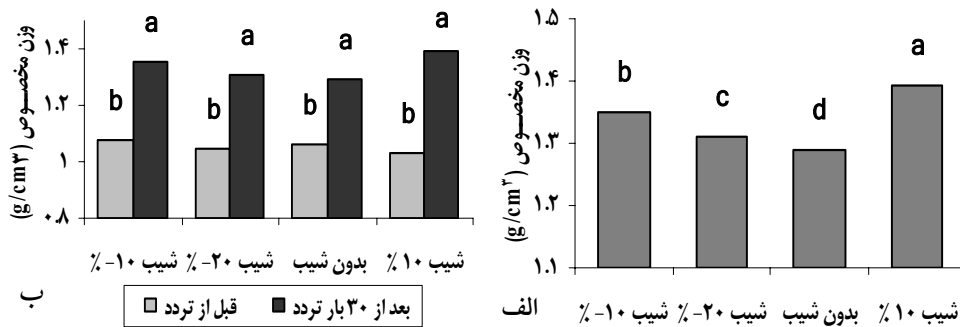 وزن مخصوص (g/cm۳)
۱.۵
۱.۴
۱.۳
۱.۲
۱.۱
b
c
d
a
شیب ۱۰- %
شیب ۲۰- %
بدون شیب
شیب ۱۰ %
الف
وزن مخصوص (g/cm۳)
۱.۴
۱.۲
۱
۰.۸
b a
b a
b a
b a
شیب ۱۰- %
شیب ۲۰- %
بدون شیب
شیب ۱۰ %
قبل از تردد
بعد از ۳۰ بار تردد
ب